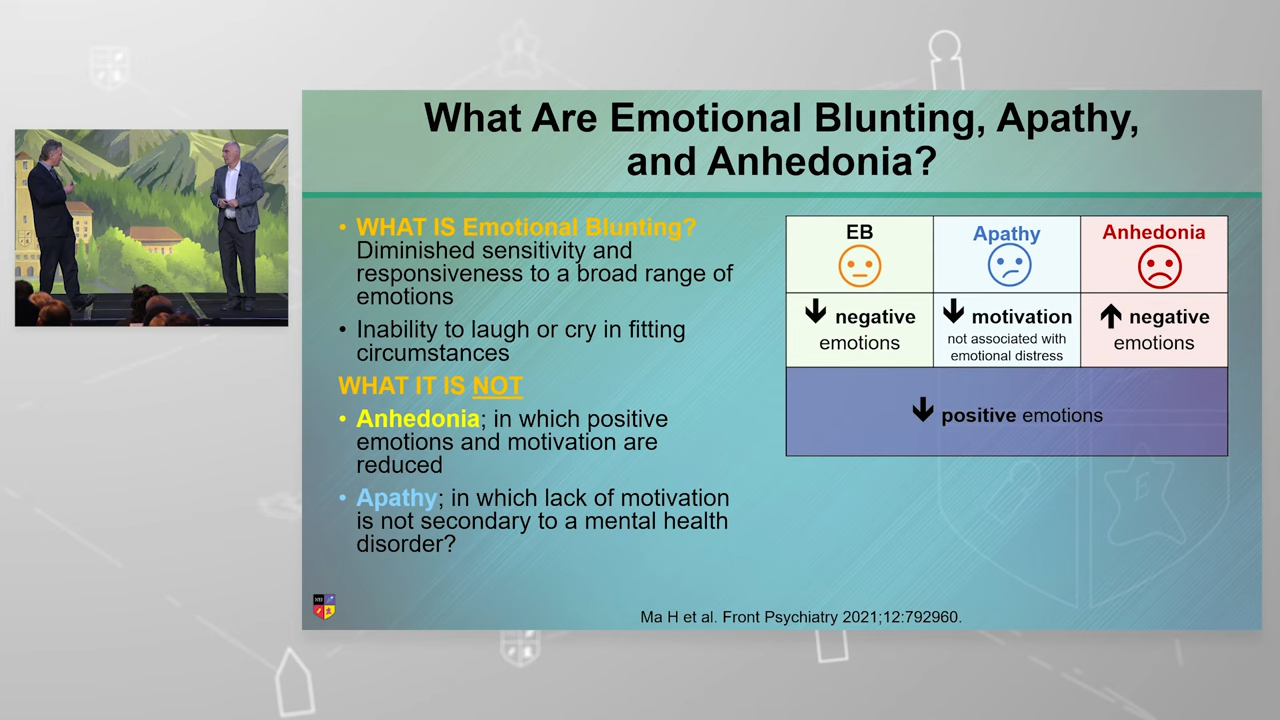 What Are Emotional Blunting, Apathy,
and Anhedonia?
• WHAT IS Emotional Blunting?
Diminished sensitivity and
responsiveness to a broad range of
emotions
• Inability to laugh or cry in fitting
circumstances
WHAT IT IS NOT
• Anhedonia; in which positive
emotions and motivation are
reduced
• Apathy; in which lack of motivation
is not secondary to a mental health
disorder?
EB
Apathy
Anhedonia
↓ negative
emotions
↓ motivation
not associated with
emotional distress
↑ negative
emotions
↓ positive emotions
Ma H et al. Front Psychiatry 2021;12:792960.